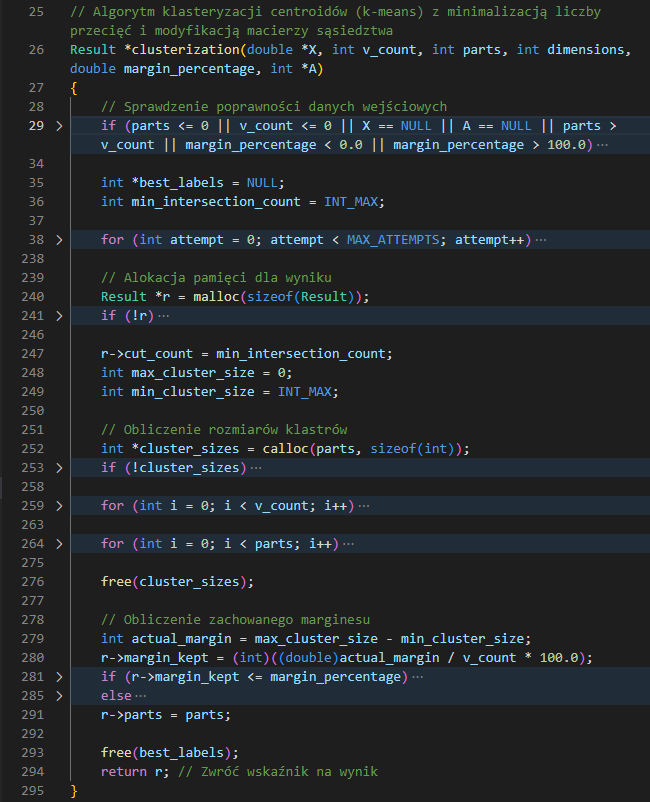 25 // Algorytm klasteryzacji centroidów (k-means) z minimalizacją liczby
przecięć i modyfikacją macierzy sąsiedztwa
26 Result *clusterization(double *X, int v_count, int parts, int dimensions,
double margin_percentage, int *A)
27 {
28 // Sprawdzenie poprawności danych wejściowych
29 > if (parts <= 0 || v_count <= 0 || X == NULL || A == NULL || parts >
v_count || margin_percentage < 0.0 || margin_percentage > 100.0)···
34
35 int *best_labels = NULL;
36 int min_intersection_count = INT_MAX;
37
38 > for (int attempt = 0; attempt < MAX_ATTEMPTS; attempt++)···
238
239 // Alokacja pamięci dla wyniku
240 Result *r = malloc(sizeof(Result));
241 > if (!r)···
246
247 r->cut_count = min_intersection_count;
248 int max_cluster_size = 0;
249 int min_cluster_size = INT_MAX;
250
251 // Obliczenie rozmiarów klastrów
252 int *cluster_sizes = calloc(parts, sizeof(int));
253 > if (!cluster_sizes)···
258
259 > for (int i = 0; i < v_count; i++)···
263
264 > for (int i = 0; i < parts; i++)···
275
276 free(cluster_sizes);
277
278 // Obliczenie zachowanego marginesu
279 int actual_margin = max_cluster_size - min_cluster_size;
280 r->margin_kept = (int)((double)actual_margin / v_count * 100.0);
281 > if (r->margin_kept <= margin_percentage)···
285 > else···
291 r->parts = parts;
292
293 free(best_labels);
294 return r; // Zwróć wskaźnik na wynik
295 }